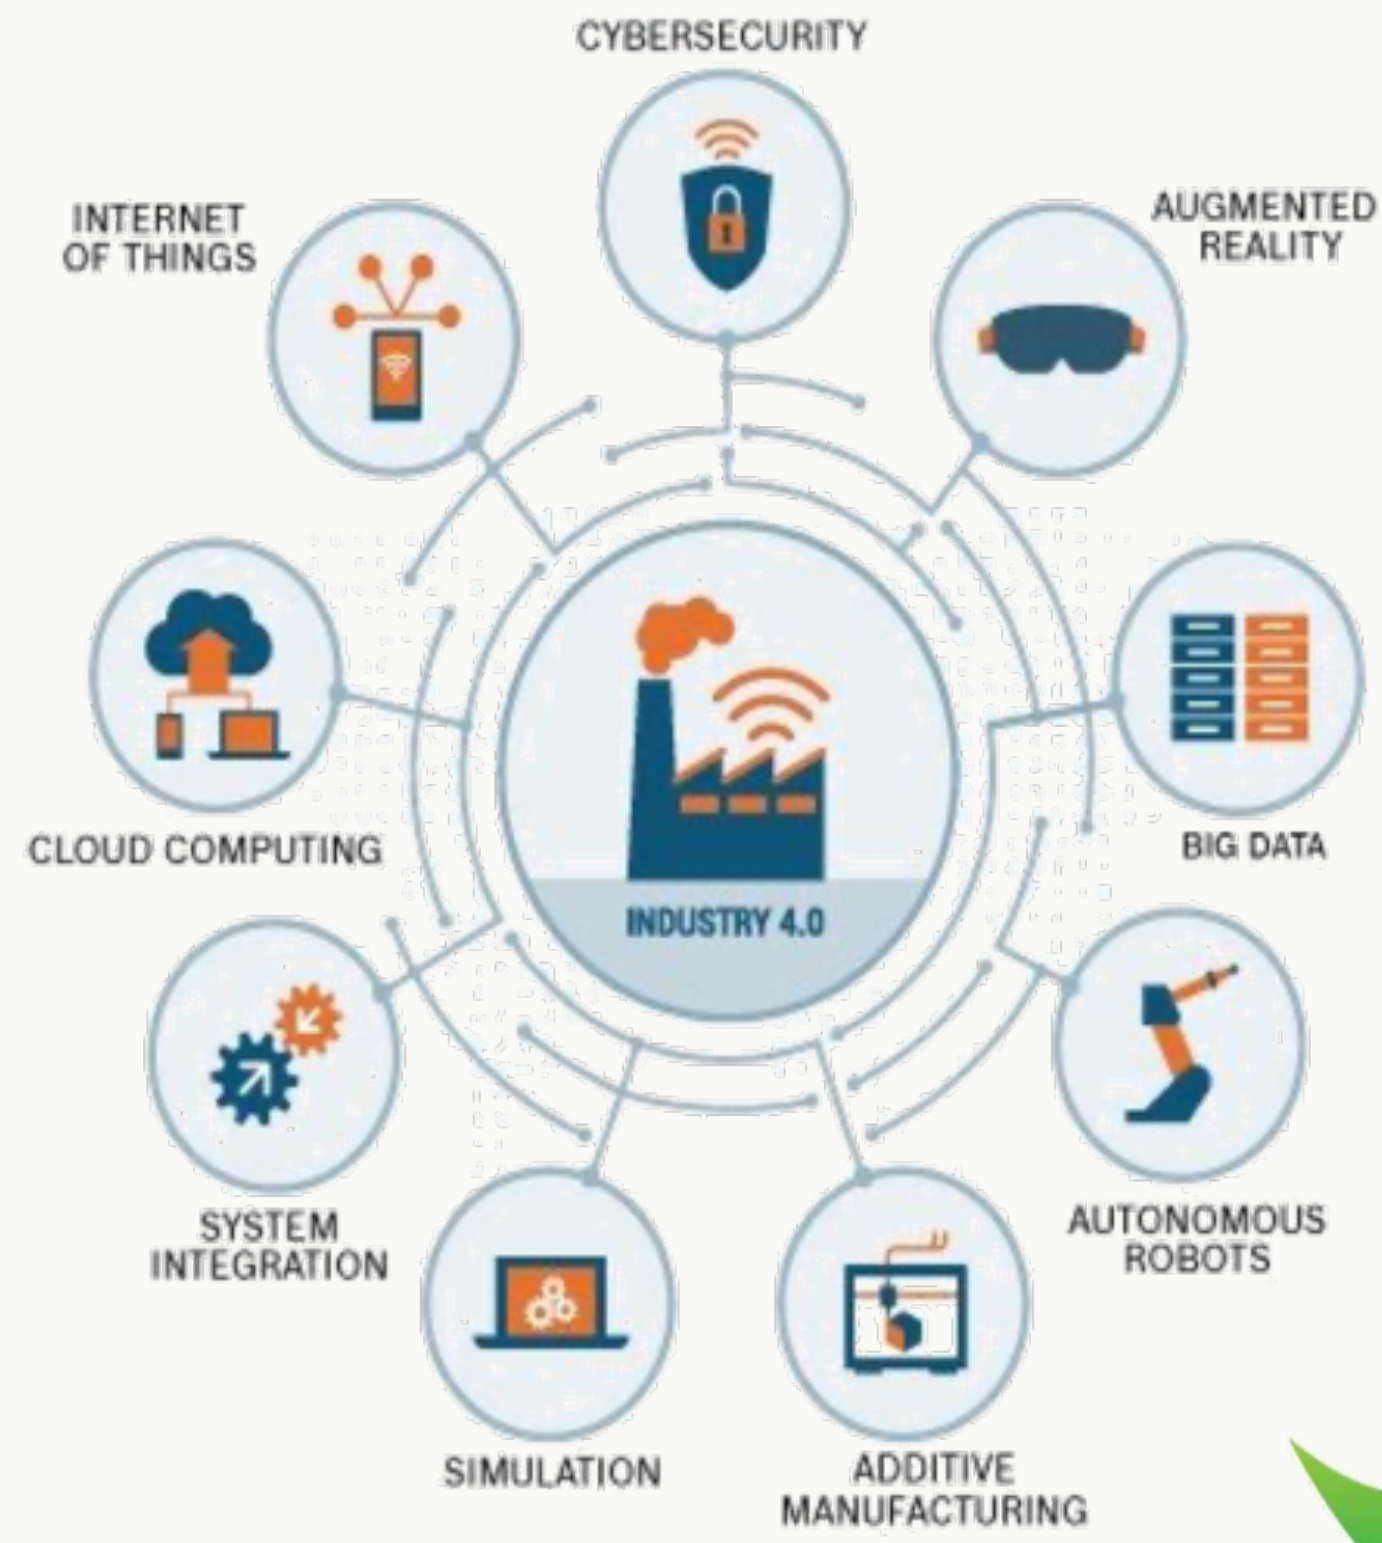 CYBERSECURITY
INTERNET
OF THINGS
AUGMENTED
REALITY
CLOUD COMPUTING
INDUSTRY 4.0
BIG DATA
SYSTEM
INTEGRATION
AUTONOMOUS
ROBOTS
SIMULATION
ADDITIVE
MANUFACTURING